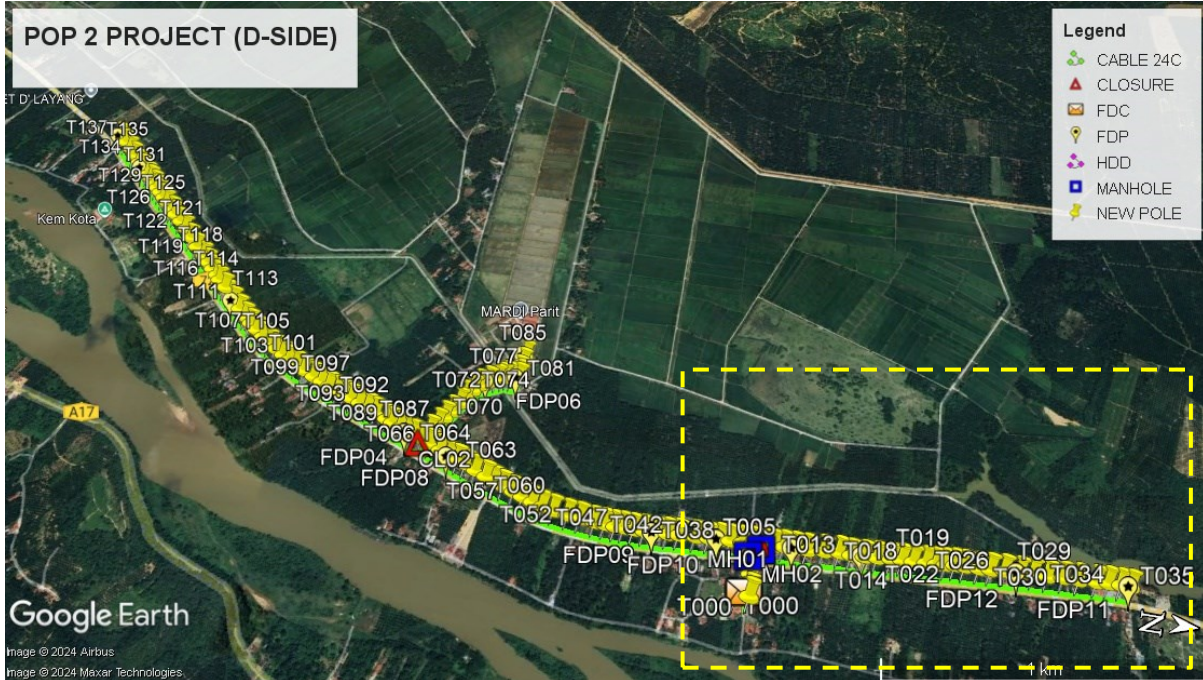 POP 2 PROJECT (D-SIDE)
Legend
CABLE 24C
CLOSURE
FDC
FDP
HDD
MANHOLE
NEW POLE
ET D' LAYANG
T137 T135
T134
T131
T129 T125
T126
T121
Kem Kota
T122
T118
T119
T114
T116
T113
T111
T107 T105
T103 T101
T099 T097
T093 T092
T089 T087
MARDI Parit
T085
T077
T081
T072 T074
FDP06
T070
A17
T066 T064
FDP04 CL02 T063
FDP08
T057 T060
T052 T047 T042 T038 T005
FDP09 FDP10 MH01
T013 T018 T019
MH02 T014 T022 T026 T029
FDP12 T030 T034 T035
FDP11
T000 T000
N
Google Earth
Image © 2024 Airbus
Image © 2024 Maxar Technologies
1 km